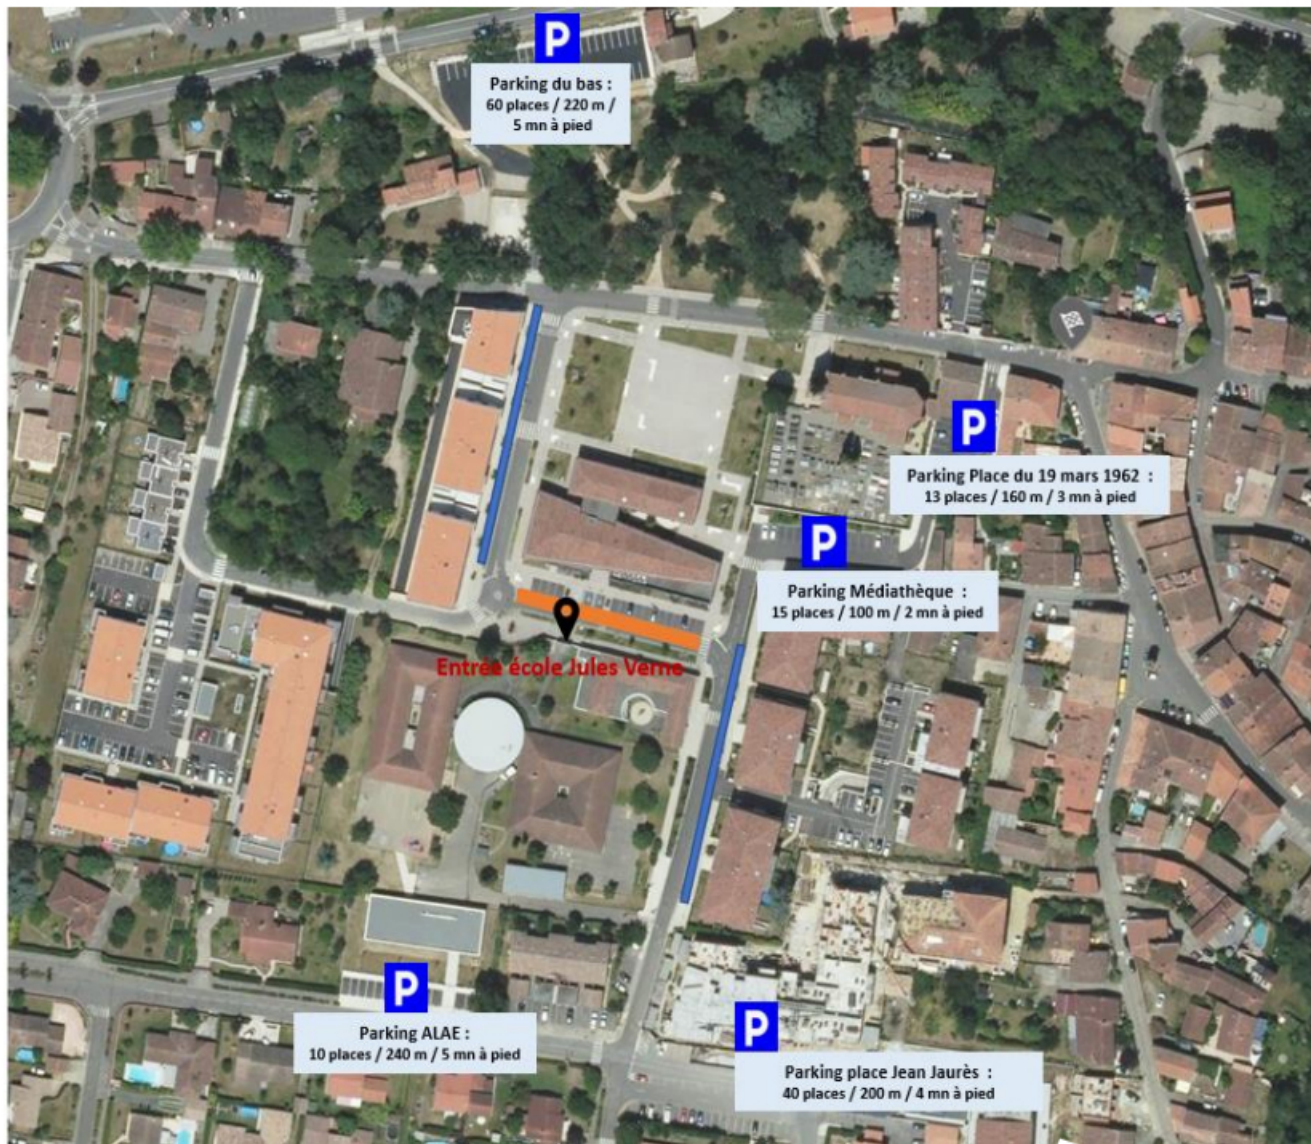 P
Parking du bas :
60 places / 220 m /
5 mn à pied
P
Parking Place du 19 mars 1962 :
13 places / 160 m / 3 mn à pied
P
Parking Médiathèque :
15 places / 100 m / 2 mn à pied
Entrée école Jules Verne
P
Parking ALAE :
10 places / 240 m / 5 mn à pied
P
Parking place Jean Jaurès :
40 places / 200 m / 4 mn à pied